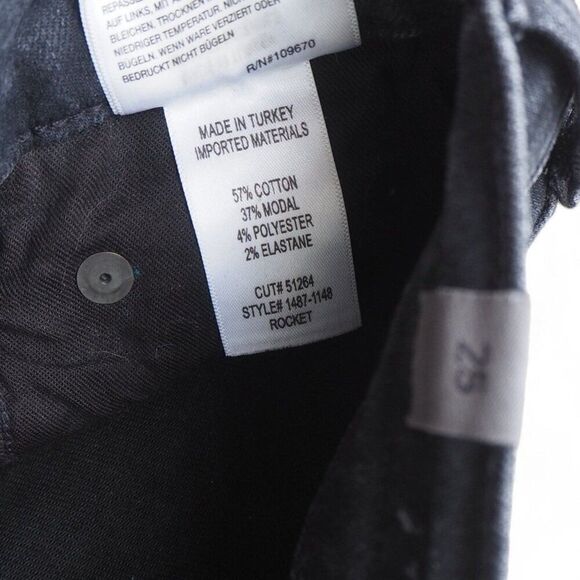 REPASSAGE
AUF LINKS, MIT
BLEICHEN. TROCKNEN
NIEDRIGER TEMPERATUR. NICHT
BÜGELN, WENN WARE VERZIERT ODER
BEDRUCKT NICHT BÜGELN
R/N#109670
MADE IN TURKEY
IMPORTED MATERIALS
57% COTTON
37% MODAL
4% POLYESTER
2% ELASTANE
CUT# 51264
STYLE# 1487-1148
ROCKET
25